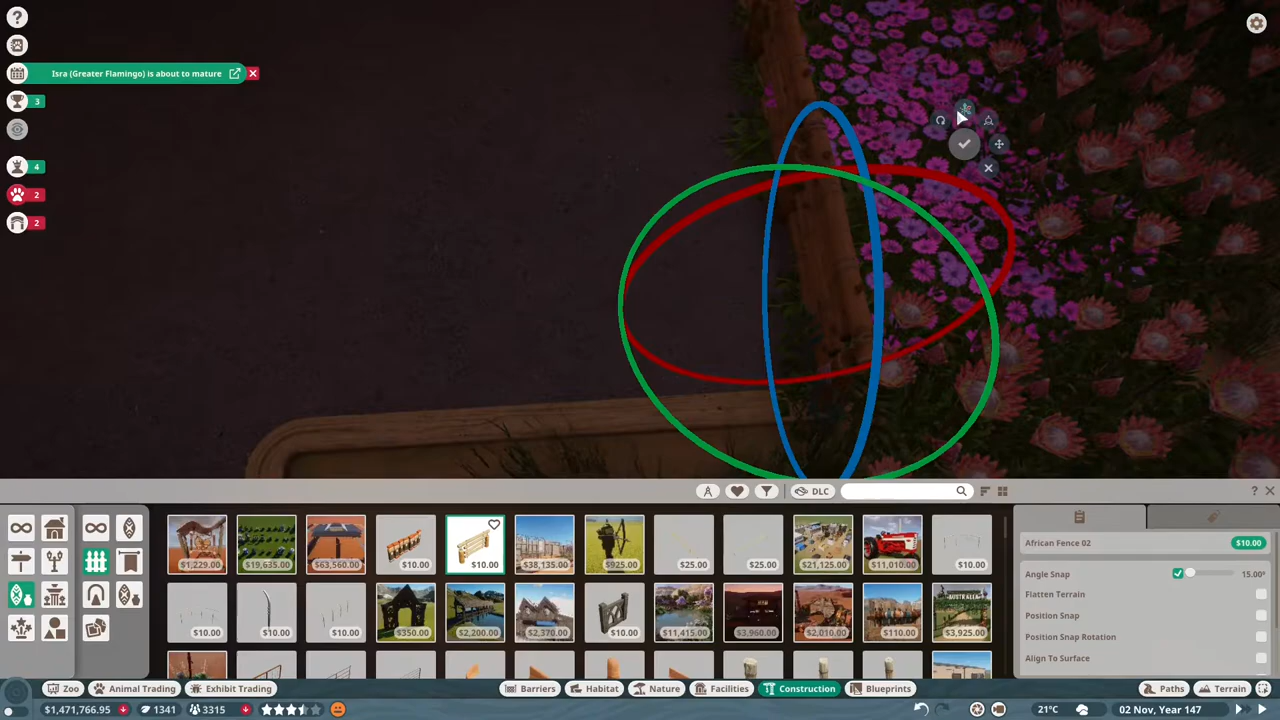 ?
Isra (Greater Flamingo) is about to mature
3
4
2
2
DLC
?
$1,229.00
$19,635.00
$63,560.00
$10.00
$10.00
$38,135.00
$925.00
$25.00
$25.00
$21,125.00
$11,010.00
$10.00
African Fence 02
$10.00
Angle Snap
15.00°
Flatten Terrain
Position Snap
Position Snap Rotation
Align To Surface
$10.00
$10.00
$10.00
$350.00
$2,200.00
$2,370.00
$10.00
$11,415.00
$3,960.00
$2,010.00
$110.00
AUSTRALIA
$3,925.00
Zoo
Animal Trading
Exhibit Trading
Barriers
Habitat
Nature
Facilities
Construction
Blueprints
Paths
Terrain
$1,471,766.95
1341
3315
21°C
02 Nov, Year 147